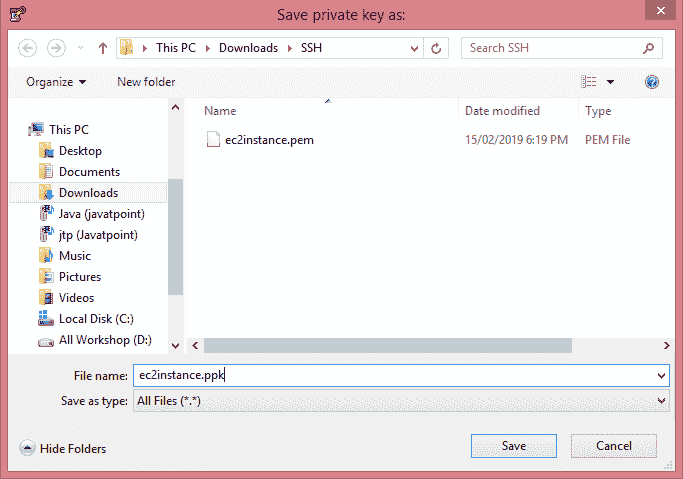 Save private key as:
This PC Downloads SSH Search SSH
Organize New folder
Name Date modified Type
ec2instance.pem 15/02/2019 6:19 PM PEM File
This PC
Desktop
Documents
Downloads
Java (javatpoint)
jtp (Javatpoint)
Music
Pictures
Videos
Local Disk (C:)
All Workshop (D:)
File name: ec2instance.ppk
Save as type: All Files (*.*)
Hide Folders Save Cancel